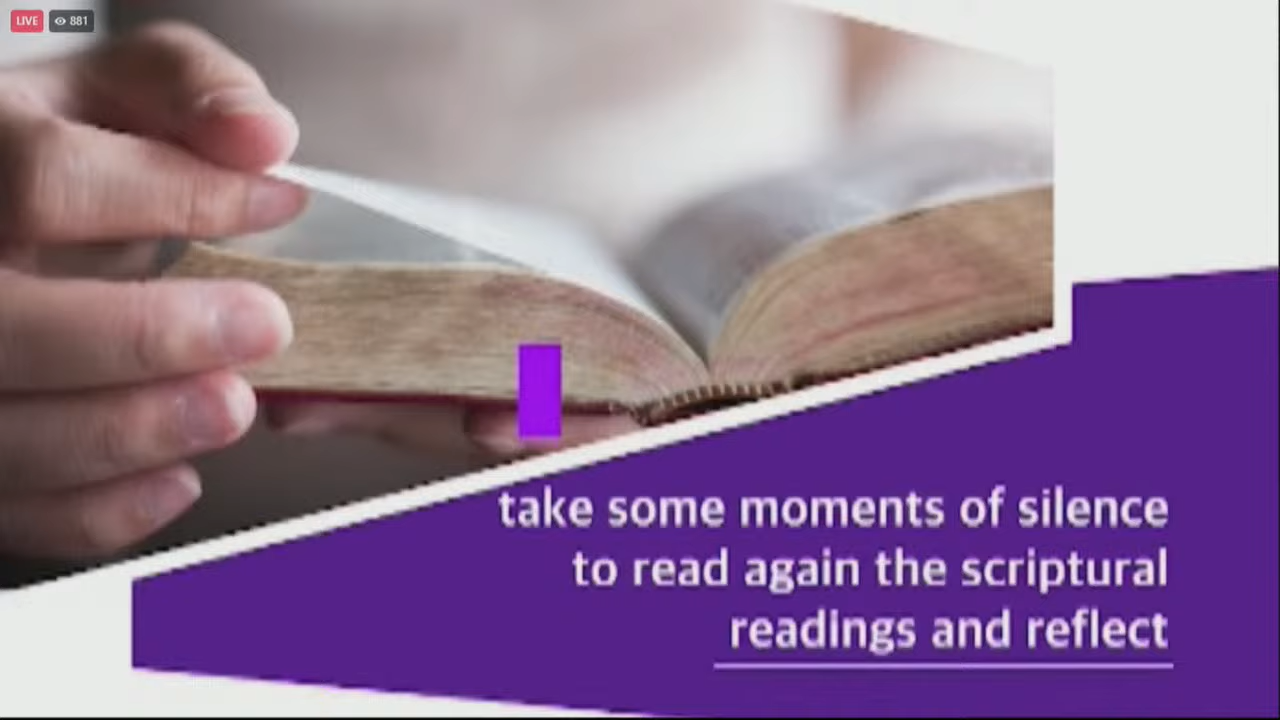 LIVE 881
take some moments of silence
to read again the scriptural
readings and reflect